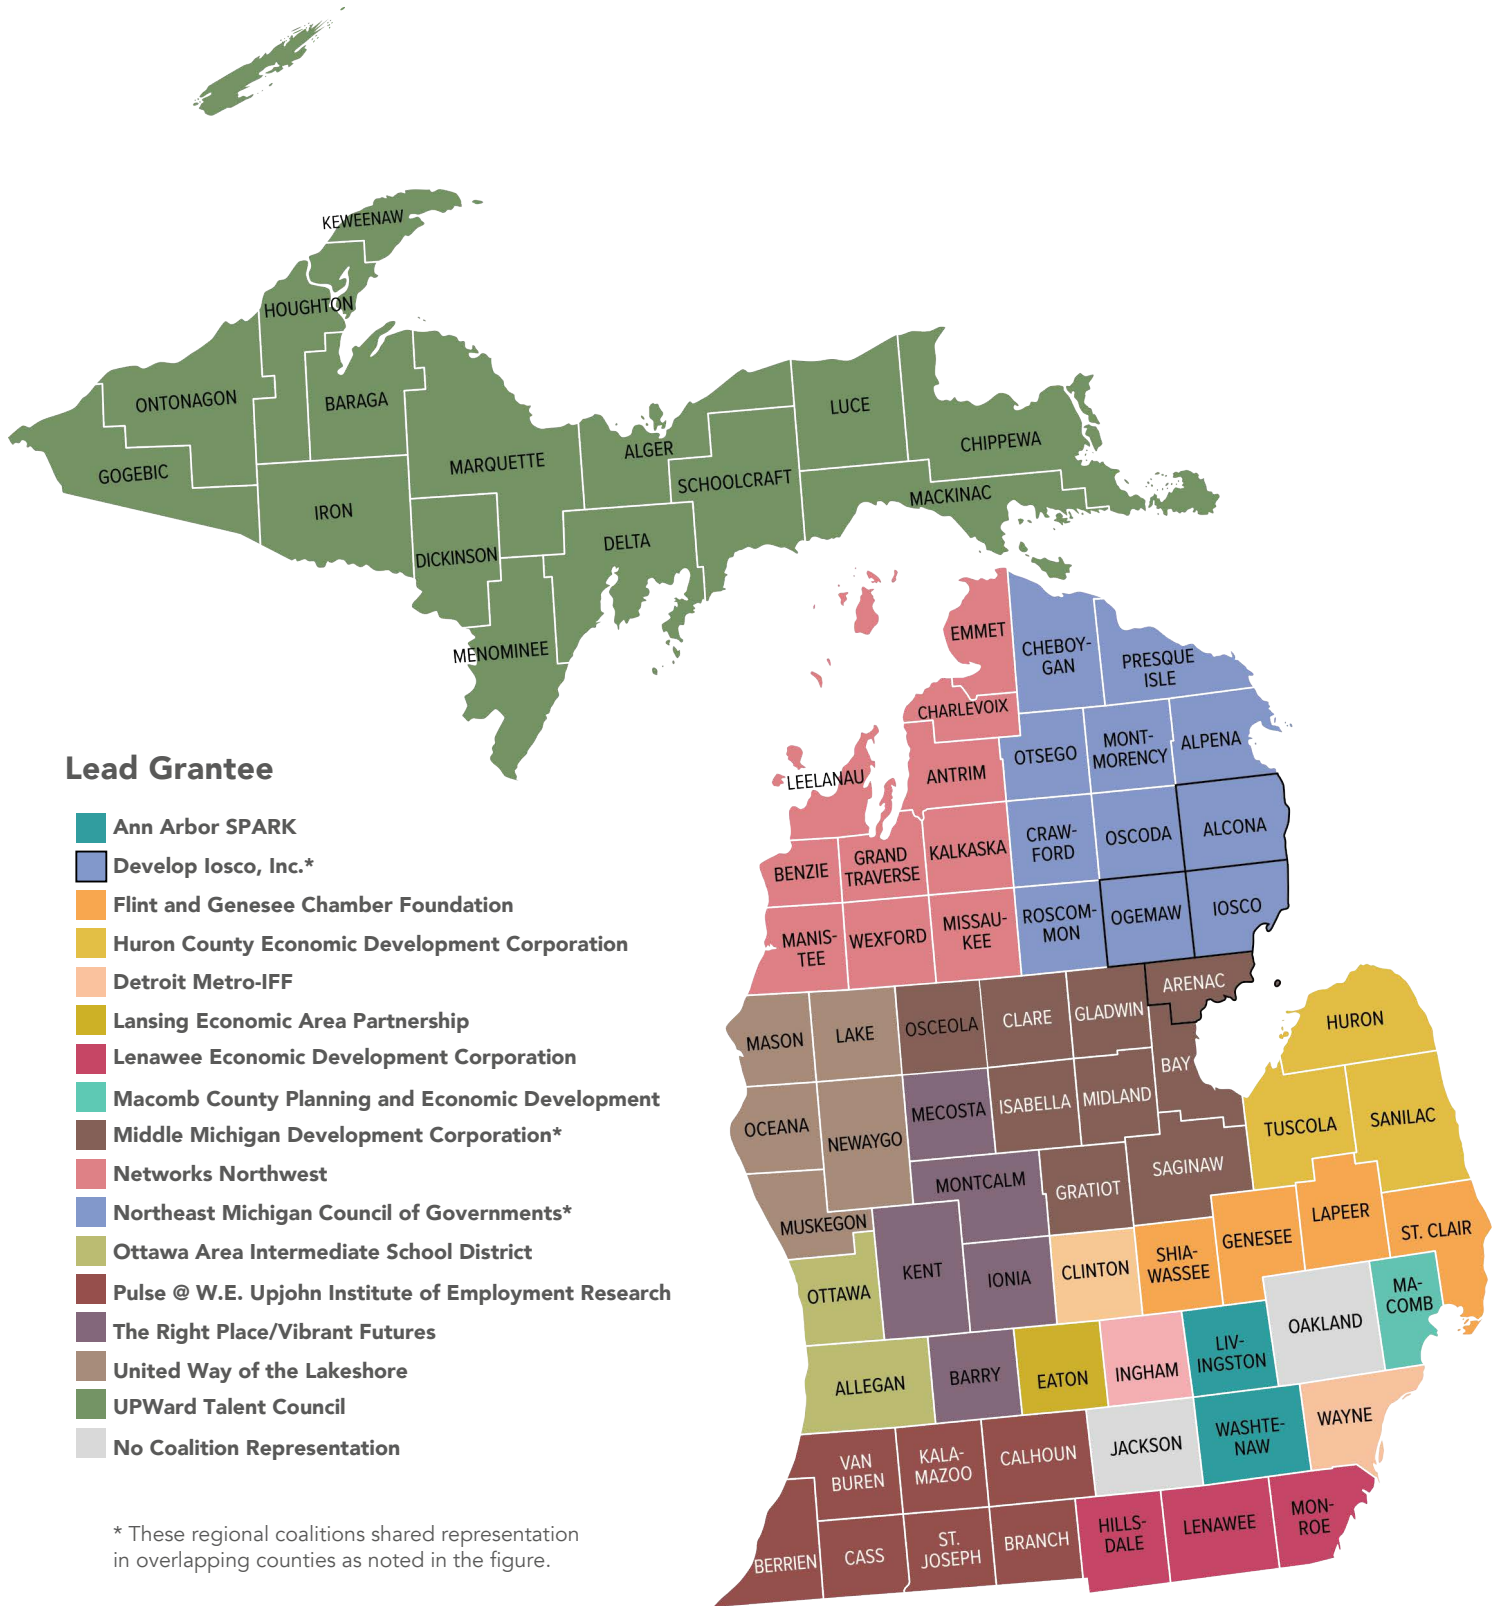 KEWEENAW
HOUGHTON
ONTONAGON
BARAGA
LUCE
CHIPPEWA
GOGEBIC
MARQUETTE
ALGER
SCHOOLCRAFT
MACKINAC
IRON
DICKINSON
DELTA
MENOMINEE
EMMET
CHEBOY-
GAN
PRESQUE
ISLE
CHARLEVOIX
OTSEGO
MONT-
MORENCY
ALPENA
LEELANAU
ANTRIM
BENZIE
GRAND
TRAVERSE
KALKASKA
CRAW-
FORD
OSCODA
ALCONA
MANIS-
TEE
WEXFORD
MISSAU-
KEE
ROSCOM-
MON
OGEMAW
IOSCO
ARENAC
MASON
LAKE
OSCEOLA
CLARE
GLADWIN
HURON
BAY
OCEANA
NEWAYGO
MECOSTA
ISABELLA
MIDLAND
TUSCOLA
SANILAC
MUSKEGON
MONTCALM
GRATIOT
SAGINAW
OTTAWA
KENT
IONIA
CLINTON
SHIA-
WASSEE
GENESEE
LAPEER
ST. CLAIR
ALLEGAN
BARRY
EATON
INGHAM
LIV-
INGSTON
OAKLAND
MA-
COMB
VAN
BUREN
KALA-
MAZOO
CALHOUN
JACKSON
WASHTE-
NAW
WAYNE
BERRIEN
CASS
ST.
JOSEPH
BRANCH
HILLS-
DALE
LENAWEE
MON-
ROE
Lead Grantee
Ann Arbor SPARK
Develop Iosco, Inc.*
Flint and Genesee Chamber Foundation
Huron County Economic Development Corporation
Detroit Metro-IFF
Lansing Economic Area Partnership
Lenawee Economic Development Corporation
Macomb County Planning and Economic Development
Middle Michigan Development Corporation*
Networks Northwest
Northeast Michigan Council of Governments*
Ottawa Area Intermediate School District
Pulse @ W.E. Upjohn Institute of Employment Research
The Right Place/Vibrant Futures
United Way of the Lakeshore
UPWard Talent Council
No Coalition Representation
* These regional coalitions shared representation
in overlapping counties as noted in the figure.